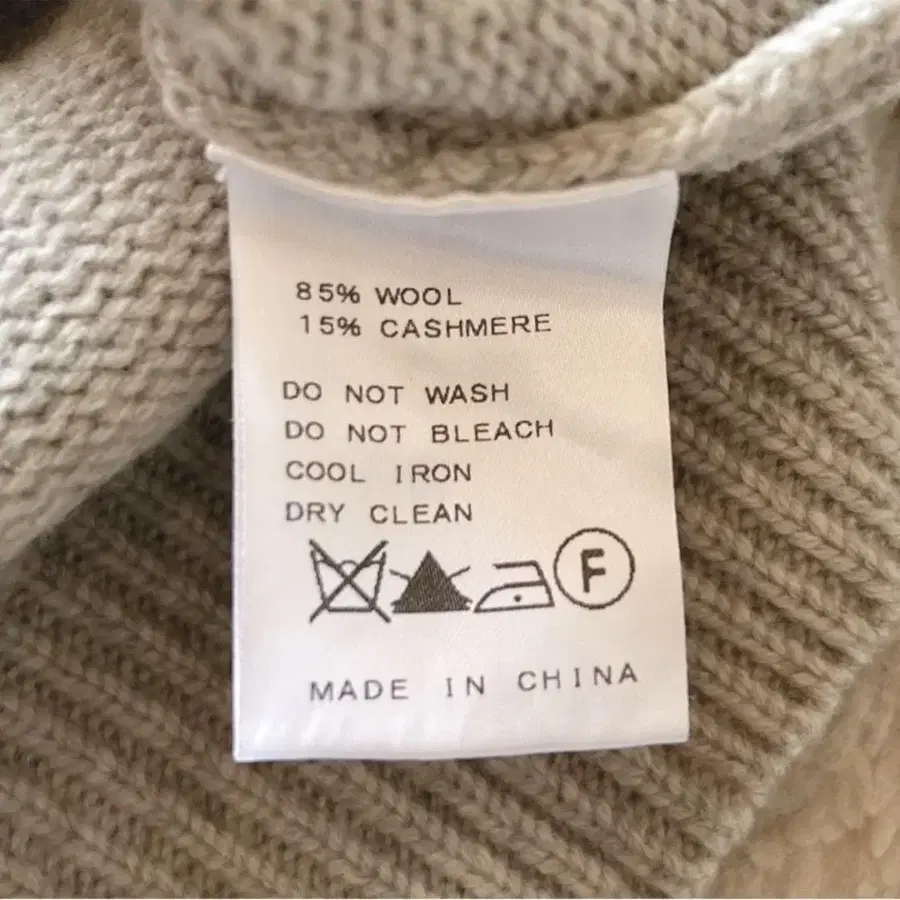 85% WOOL
15% CASHMERE
DO NOT WASH
DO NOT BLEACH
COOL IRON
DRY CLEAN
F
MADE IN CHINA